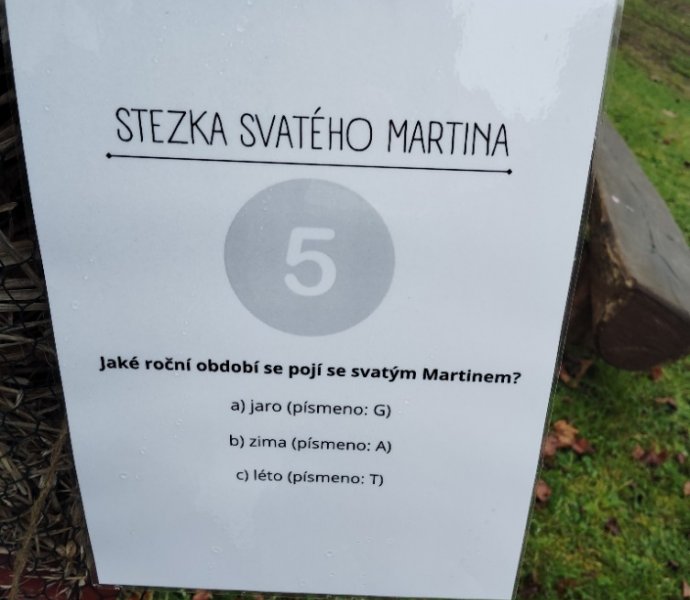 STEZKA SVATÉHO MARTINA
5
Jaké roční období se pojí se svatým Martinem?
a) jaro (písmeno: G)
b) zima (písmeno: A)
c) léto (písmeno: T)